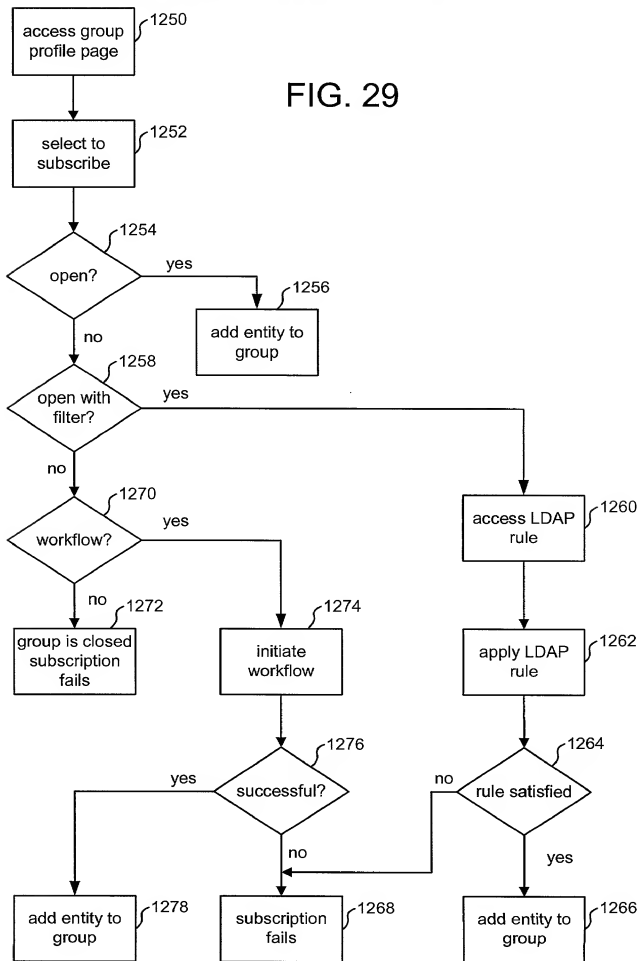 access group
profile page
1250
FIG. 29
select to
subscribe
1252
1254
open?
yes
1256
add entity to
group
no
1258
open with
filter?
yes
no
1270
workflow?
yes
1260
access LDAP
rule
no
1272
group is closed
subscription
fails
1274
initiate
workflow
1262
apply LDAP
rule
1276
successful?
yes
no
1264
rule satisfied
no
yes
add entity to
group
1278
subscription
fails
1268
add entity to
group
1266